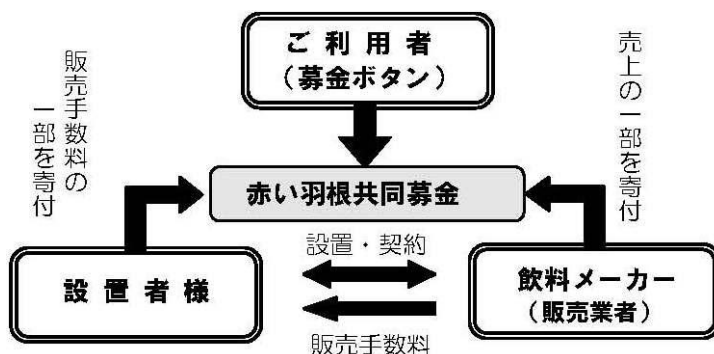 ご利用者
(募金ボタン)
販売手数料の
一部を寄付
売上の一部を寄付
赤い羽根共同募金
設置・契約
設置者様
飲料メーカー
(販売業者)
販売手数料